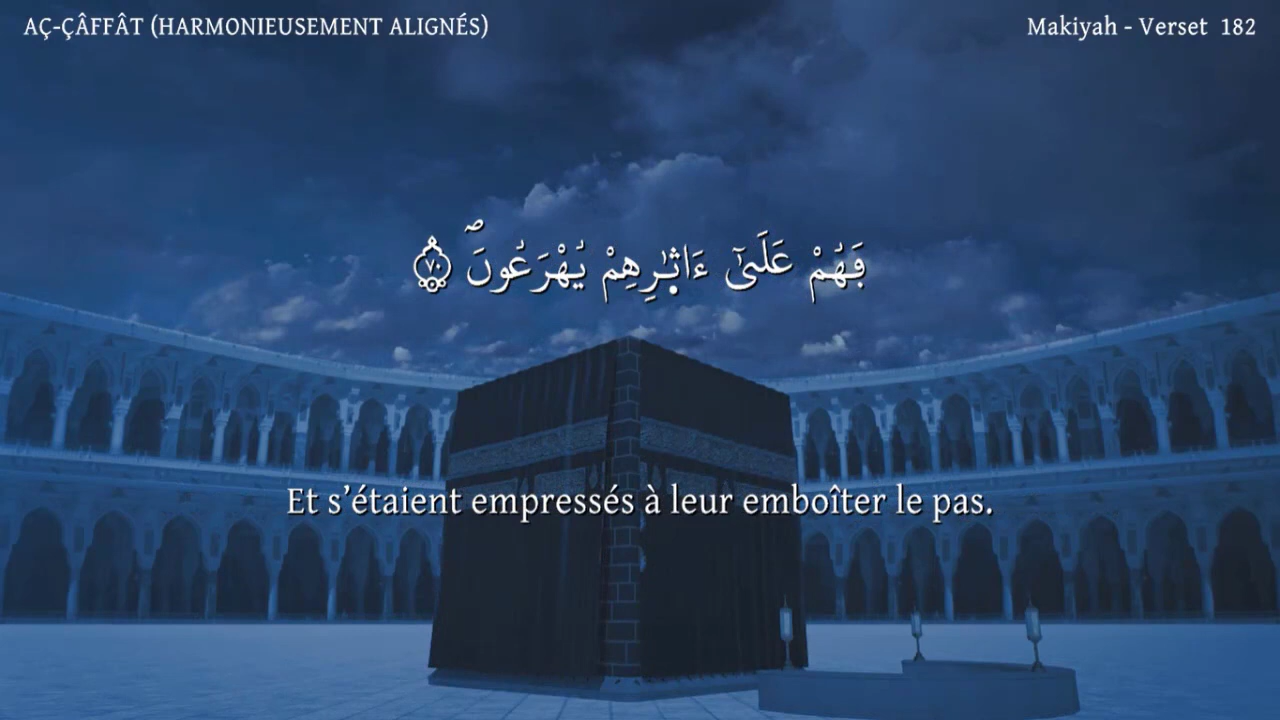 AÇ-ÇÂFFÂT (HARMONIEUSEMENT ALIGNÉS)
Makiyah - Verset 182
فَهُمْ عَلَىٰٓ ءَاثَٰرِهِمْ يُهْرَعُونَ ۖ ٧٠
Et s’étaient empressés à leur emboîter le pas.